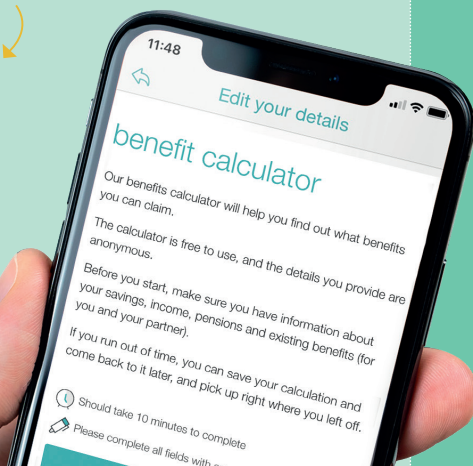 11:48
Edit your details
benefit calculator
Our benefits calculator will help you find out what benefits
you can claim.
The calculator is free to use, and the details you provide are
anonymous.
Before you start, make sure you have information about
your savings, income, pensions and existing benefits (for
you and your partner).
If you run out of time, you can save your calculation and
come back to it later, and pick up right where you left off.
Should take 10 minutes to complete
Please complete all fields with